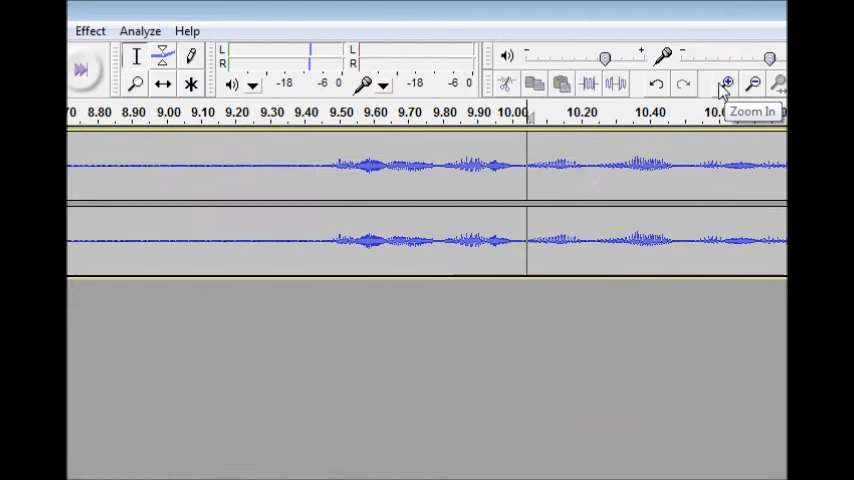 Effect Analyze Help
L L - +
R R
-18 -6 0 -18 -6 0
8.80 8.90 9.00 9.10 9.20 9.30 9.40 9.50 9.60 9.70 9.80 9.90 10.00 10.20 10.40
Zoom In